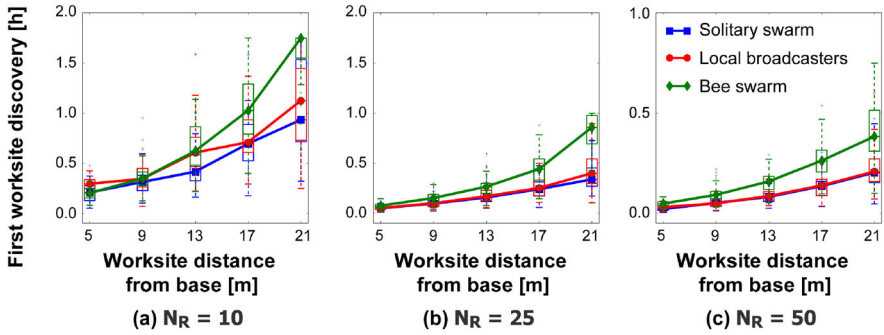 First worksite discovery [h]
2.0
1.5
1.0
0.5
0.0
5 9 13 17 21
Worksite distance
from base [m]
(a) N_R = 10
2.0
1.5
1.0
0.5
0.0
5 9 13 17 21
Worksite distance
from base [m]
(b) N_R = 25
1.0
0.5
0.0
Solitary swarm
Local broadcasters
Bee swarm
5 9 13 17 21
Worksite distance
from base [m]
(c) N_R = 50